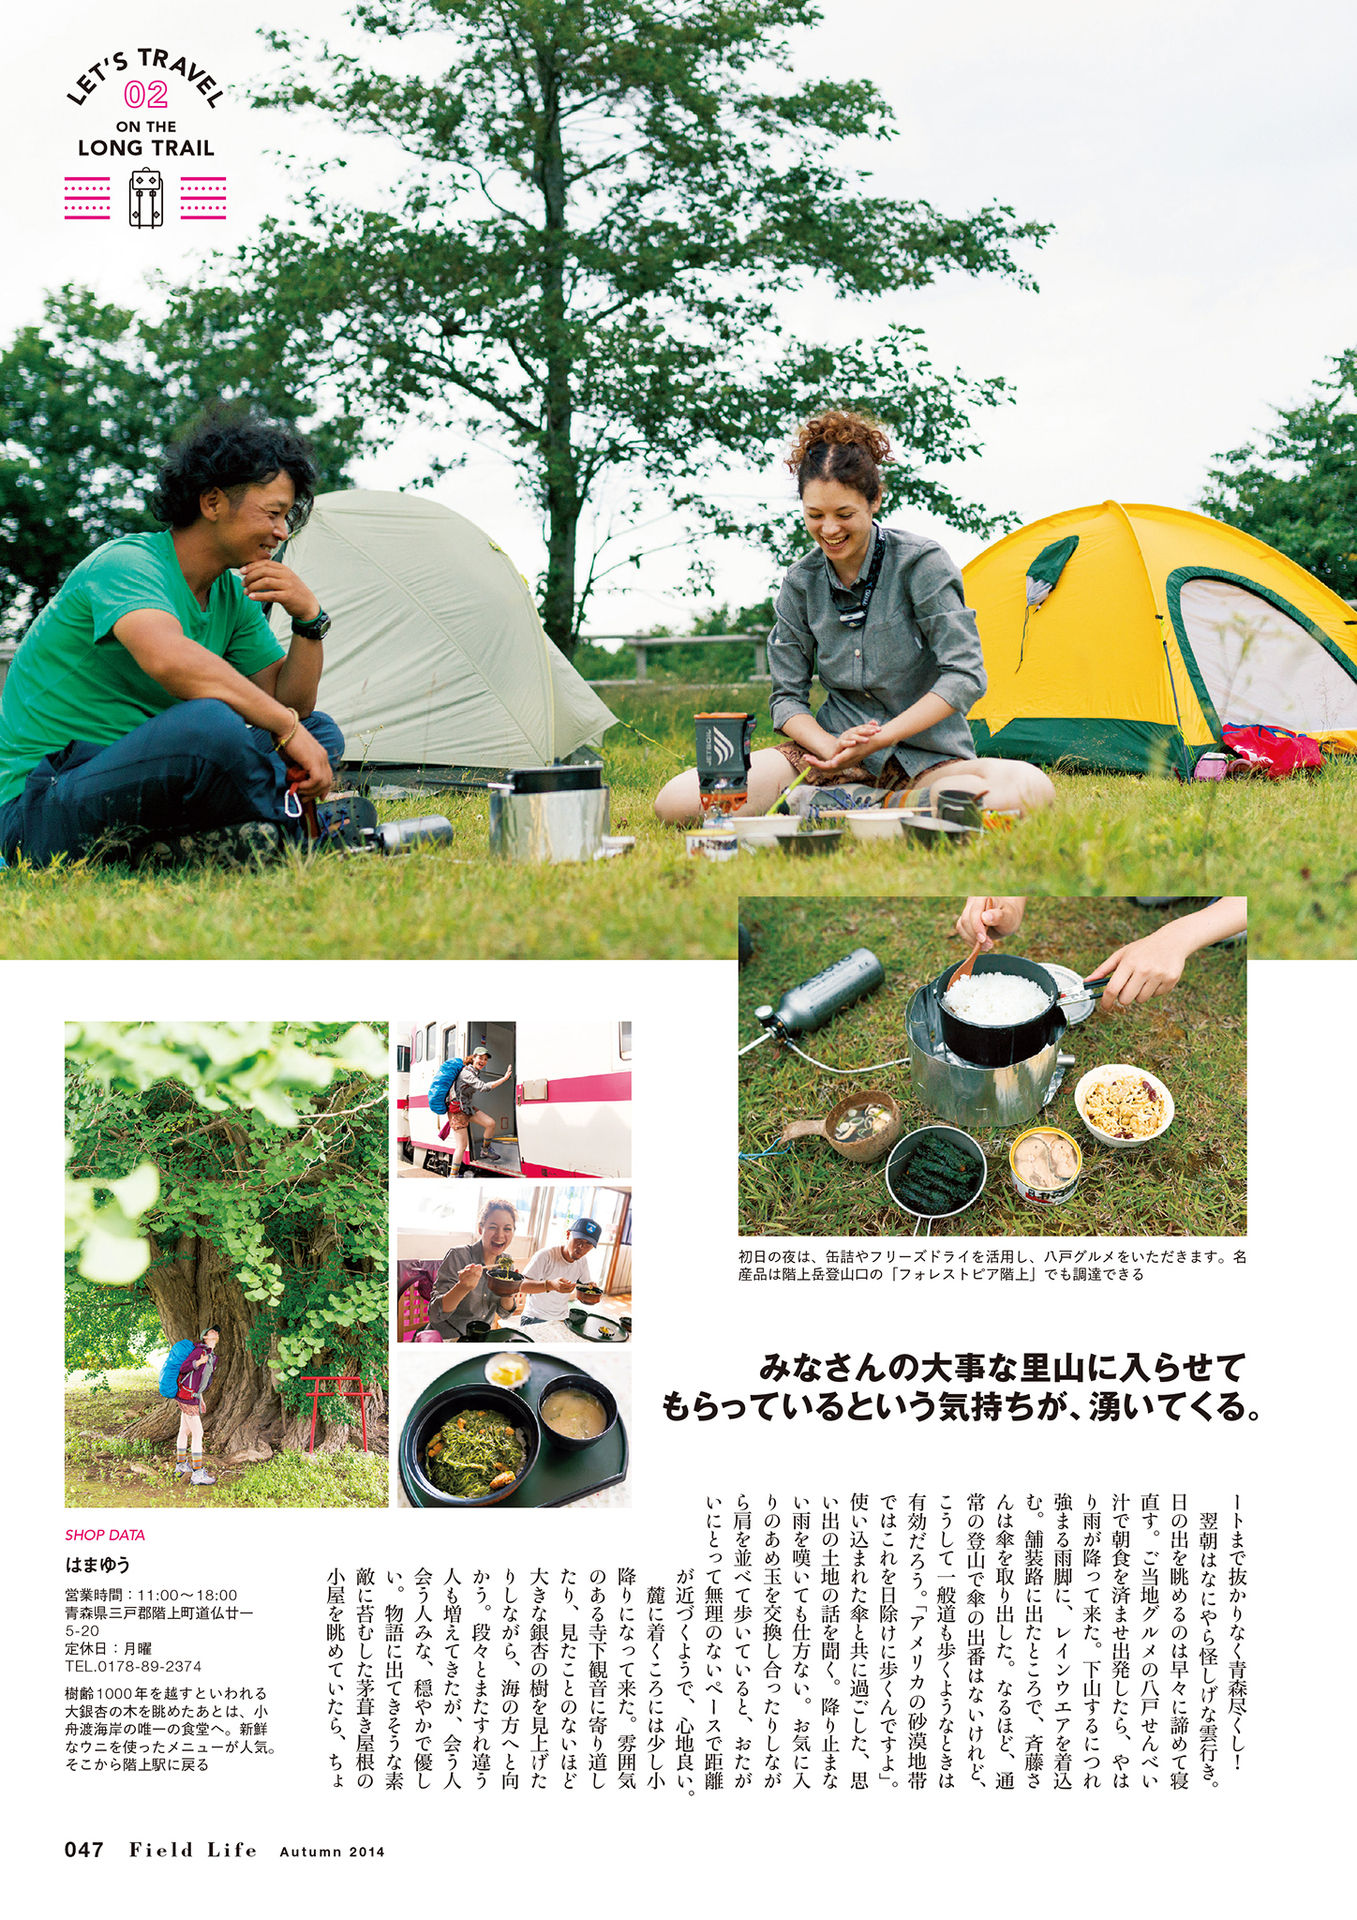 LET'S TRAVEL
02
ON THE
LONG TRAIL
JETBOIL
初日の夜は、缶詰やフリーズドライを活用し、八戸グルメをいただきます。名
産品は階上岳登山口の「フォレストピア階上」でも調達できる
みなさんの大事な里山に入らせて
もらっているという気持ちが、湧いてくる。
ートまで抜かりなく青森尽くし！
翌朝はなにやら怪しげな雲行き。
日の出を眺めるのは早々に諦めて寝
直す。ご当地グルメの八戸せんべい
汁で朝食を済ませ出発したら、やは
り雨が降って来た。下山するにつれ
強まる雨脚に、レインウエアを着込
む。舗装路に出たところで、斉藤さ
んは傘を取り出した。なるほど、通
常の登山で傘の出番はないけれど、
こうして一般道も歩くようなときは
有効だろう。「アメリカの砂漠地帯
ではこれを日除けに歩くんですよ」。
使い込まれた傘と共に過ごした、思
い出の土地の話を聞く。降り止まな
い雨を嘆いても仕方ない。お気に入
りのあめ玉を交換し合ったりしなが
ら肩を並べて歩いていると、おたが
いにとって無理のないペースで距離
が近づくようで、心地良い。
麓に着くころには少し小
降りになって来た。雰囲気
のある寺下観音に寄り道し
たり、見たことのないほど
大きな銀杏の樹を見上げた
りしながら、海の方へと向
かう。段々とまたすれ違う
人も増えてきたが、会う人
会う人みな、穏やかで優し
い。物語に出てきそうな素
敵に苔むした茅葺き屋根の
小屋を眺めていたら、ちょ
SHOP DATA
はまゆう
営業時間：11:00～18:00
青森県三戸郡階上町道仏廿一
5-20
定休日：月曜
TEL.0178-89-2374
樹齢1000年を越すといわれる
大銀杏の木を眺めたあとは、小
舟渡海岸の唯一の食堂へ。新鮮
なウニを使ったメニューが人気。
そこから階上駅に戻る
047 Field Life Autumn 2014